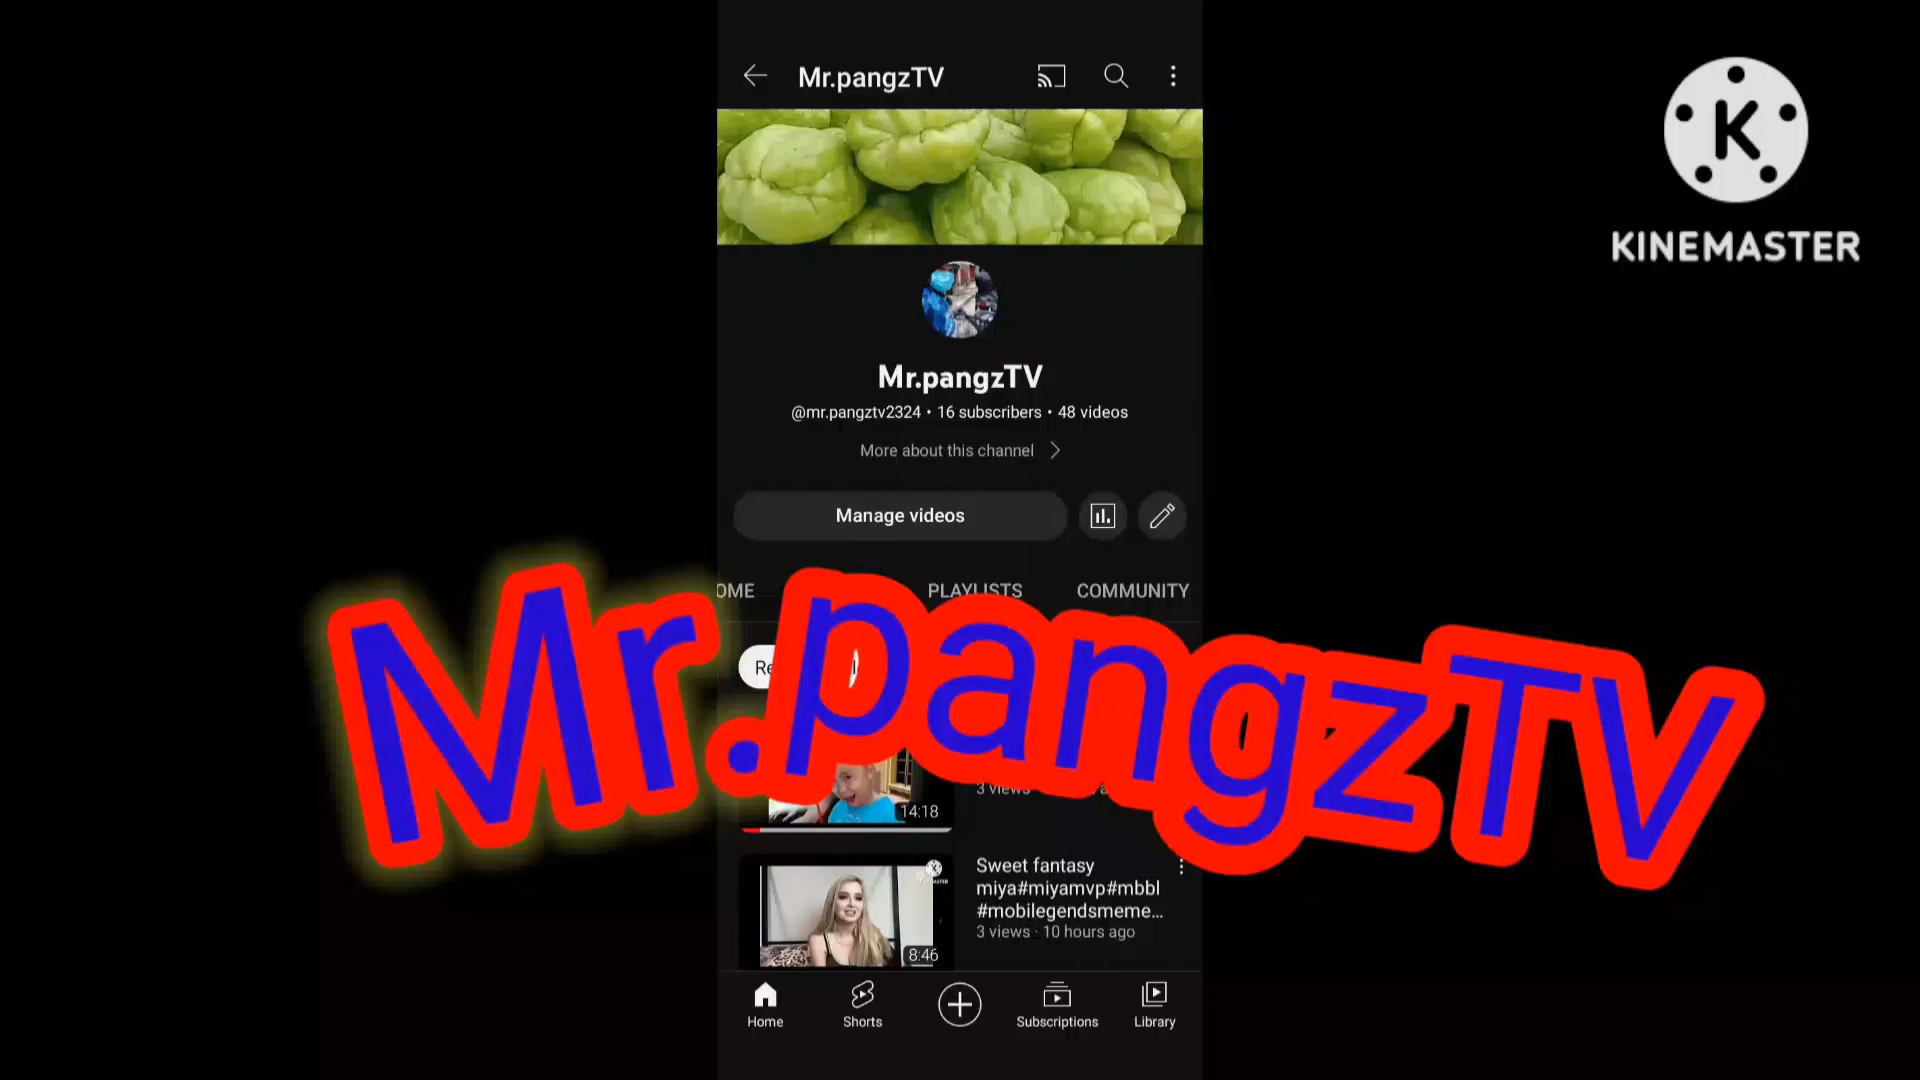 Mr.pangzTV
K
KINEMASTER
Mr.pangzTV
@mr.pangztv2324 • 16 subscribers • 48 videos
More about this channel
Manage videos
PLAYLISTS COMMUNITY
Mr.pangzTV
3 views
14:18
Sweet fantasy
miya#miyamvp#mbbl
#mobilegendsmeme...
3 views · 10 hours ago
8:46
Home Shorts Subscriptions Library